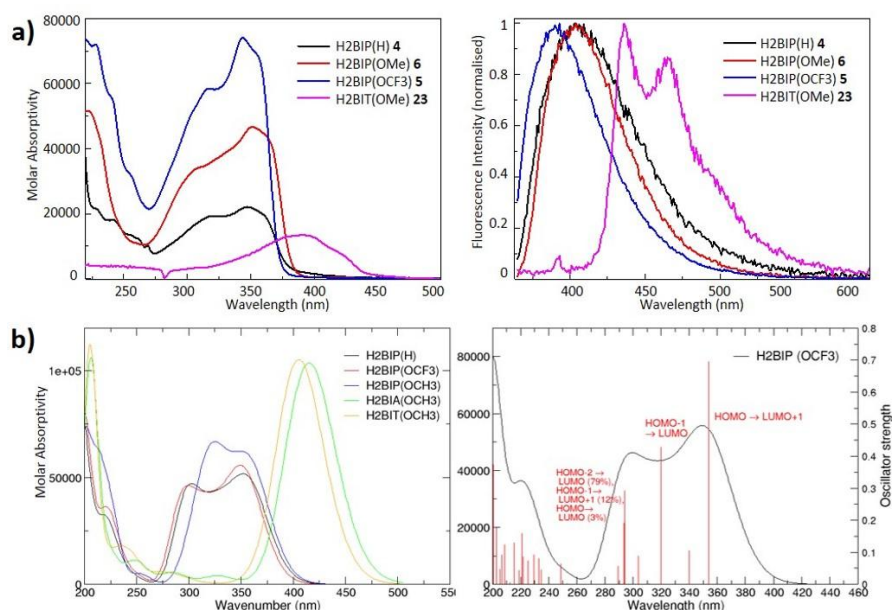 a)
80000
60000
40000
20000
0
Molar Absorptivity
H2BIP(H) 4
H2BIP(OMe) 6
H2BIP(OCF3) 5
H2BIT(OMe) 23
250 300 350 400 450 500
Wavelength (nm)
1
0.8
0.6
0.4
0.2
0
Fluorescence Intensity (normalised)
H2BIP(H) 4
H2BIP(OMe) 6
H2BIP(OCF3) 5
H2BIT(OMe) 23
400 450 500 550 600
Wavelength (nm)
b)
1e+05
50000
0
Molar Absorptivity
H2BIP(H)
H2BIP(OCF3)
H2BIP(OCH3)
H2BIA(OCH3)
H2BIT(OCH3)
200 250 300 350 400 450 500 55
Wavenumber (nm)
80000
60000
40000
20000
0
H2BIP (OCF3)
HOMO-1
→ LUMO
HOMO → LUMO+1
HOMO-2 →
LUMO (79%),
HOMO-1→
LUMO+1 (12%),
HOMO→
LUMO (3%)
0.8
0.7
0.6
0.5
0.4
0.3
0.2
0.1
0
Oscillator strength
200 220 240 260 280 300 320 340 360 380 400 420 440
Wavelength (nm)